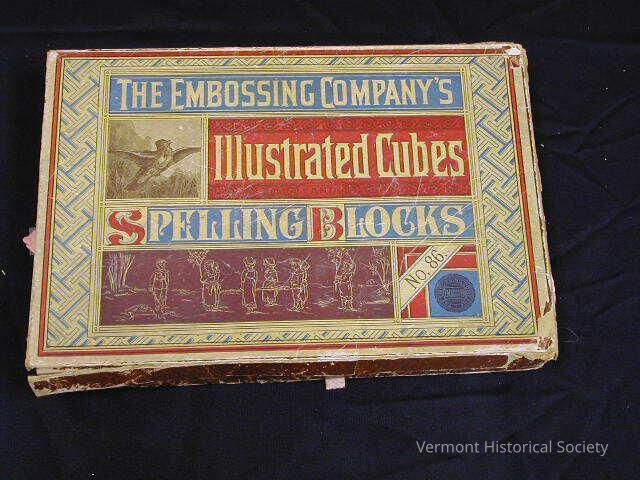 THE EMBOSSING COMPANY'S
Illustrated Cubes
SPELLING BLOCKS
No. 86.
Vermont Historical Society